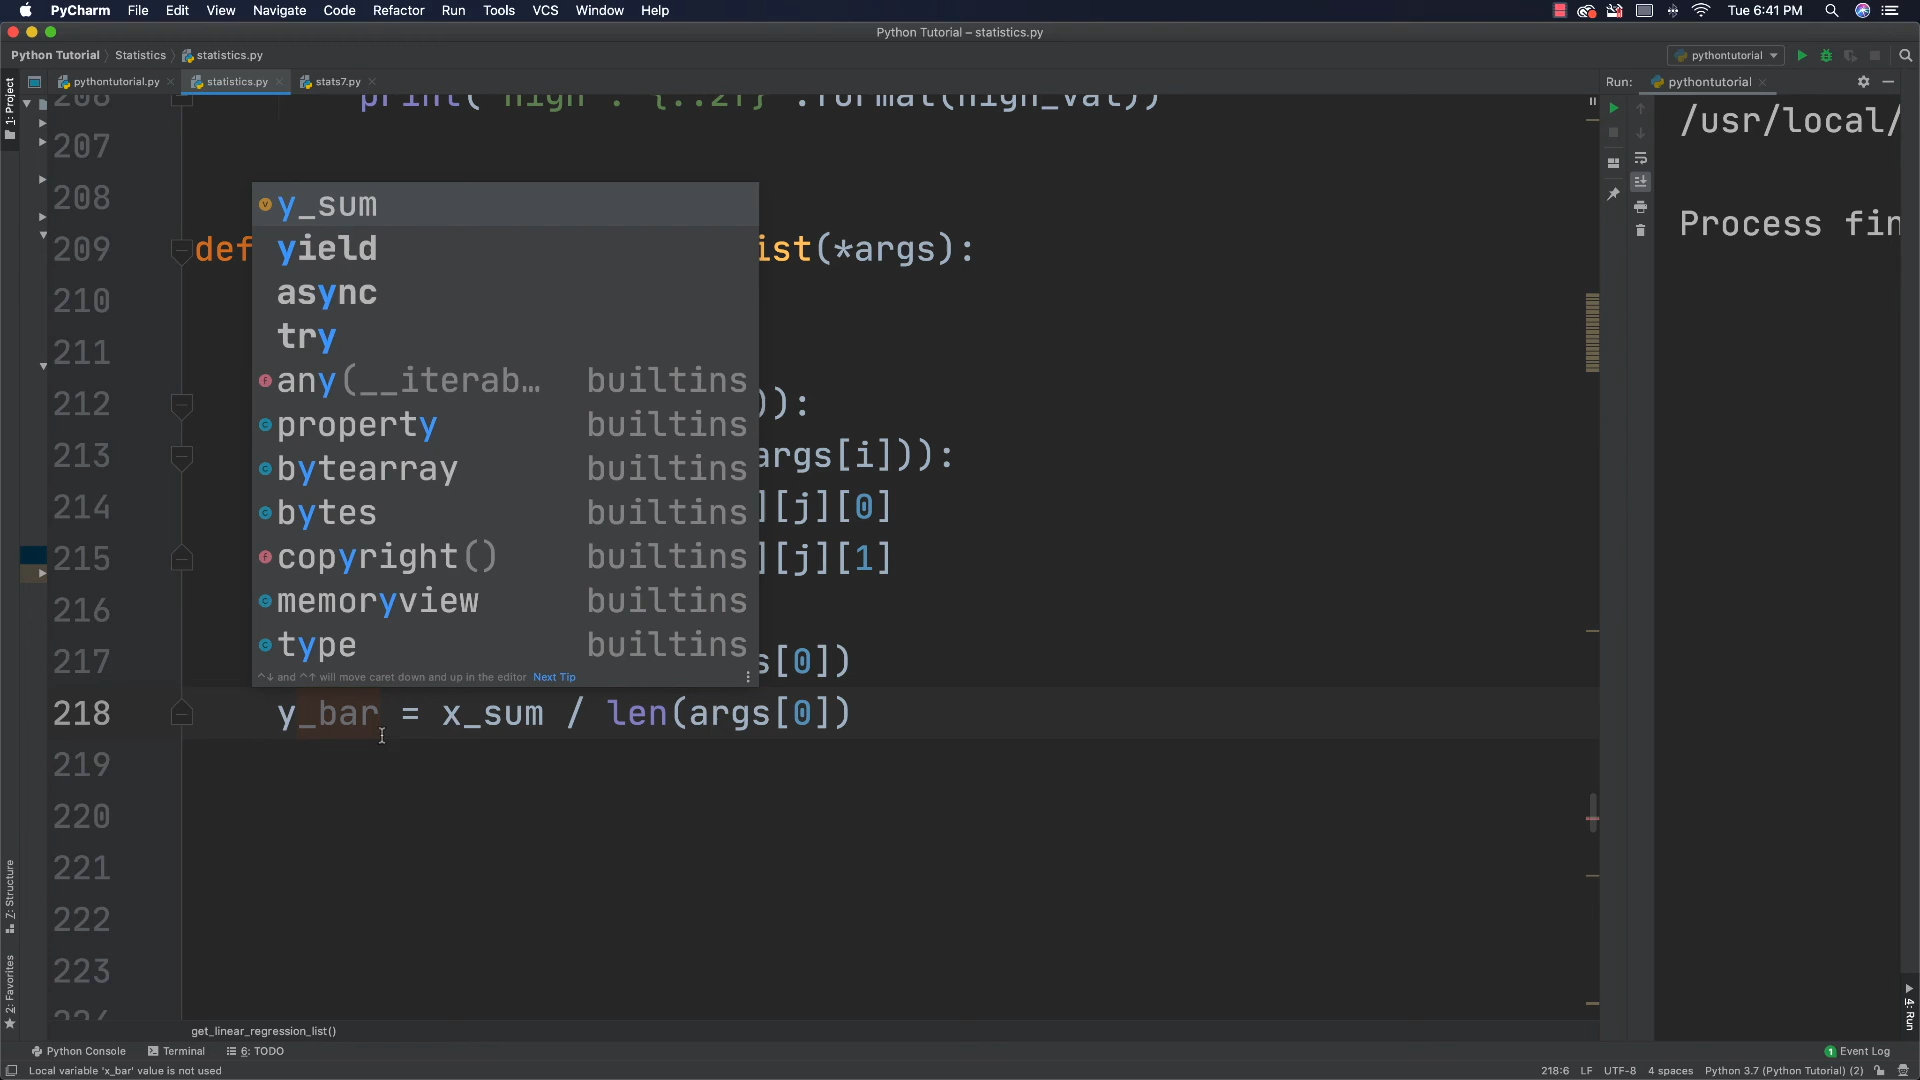 PyCharm File Edit View Navigate Code Refactor Run Tools VCS Window Help Tue 6:41 PM
Python Tutorial – statistics.py
Python Tutorial Statistics statistics.py pythontutorial
pythontutorial.py statistics.py stats7.py Run: pythontutorial
1: Project
206 print("High : {:.2f}".format(high_val))
207
208
209 def ist(*args):
210
211
212 )):
213 args[i])):
214 ][j][0]
215 ][j][1]
216
217 s[0])
218 y_bar = x_sum / len(args[0])
219
220
221
222
223
224
y_sum
yield
async
try
any(__iterab… builtins
property builtins
bytearray builtins
bytes builtins
copyright() builtins
memoryview builtins
type builtins
^↓ and ^↑ will move caret down and up in the editor Next Tip
/usr/local/
Process fin
7: Structure
2: Favorites
4: Run
get_linear_regression_list()
Python Console Terminal 6: TODO 1 Event Log
Local variable 'x_bar' value is not used 218:6 LF UTF-8 4 spaces Python 3.7 (Python Tutorial) (2)